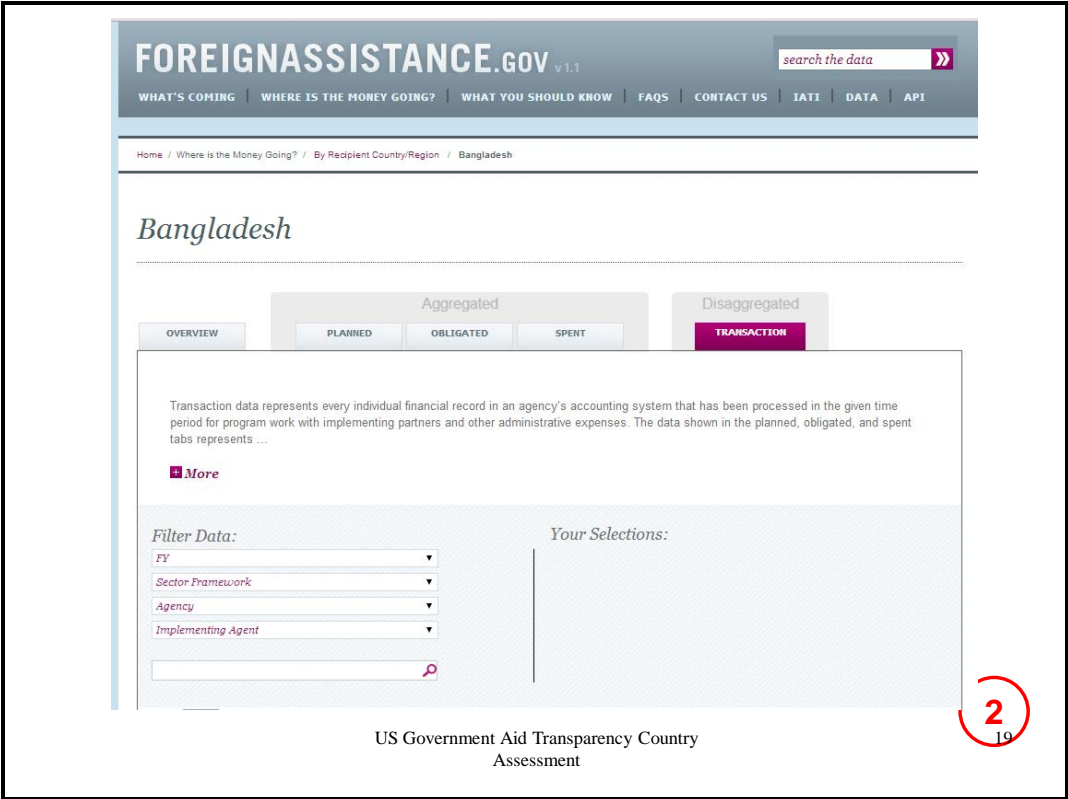 FOREIGNASSISTANCE.GOV v 1.1
search the data
WHAT'S COMING | WHERE IS THE MONEY GOING? | WHAT YOU SHOULD KNOW | FAQS | CONTACT US | IATI | DATA | API
Home / Where is the Money Going? / By Recipient Country/Region / Bangladesh
Bangladesh
Aggregated Disaggregated
OVERVIEW PLANNED OBLIGATED SPENT TRANSACTION
Transaction data represents every individual financial record in an agency's accounting system that has been processed in the given time
period for program work with implementing partners and other administrative expenses. The data shown in the planned, obligated, and spent
tabs represents ...
+ More
Filter Data:
Your Selections:
FY
Sector Framework
Agency
Implementing Agent
2
US Government Aid Transparency Country
Assessment
19